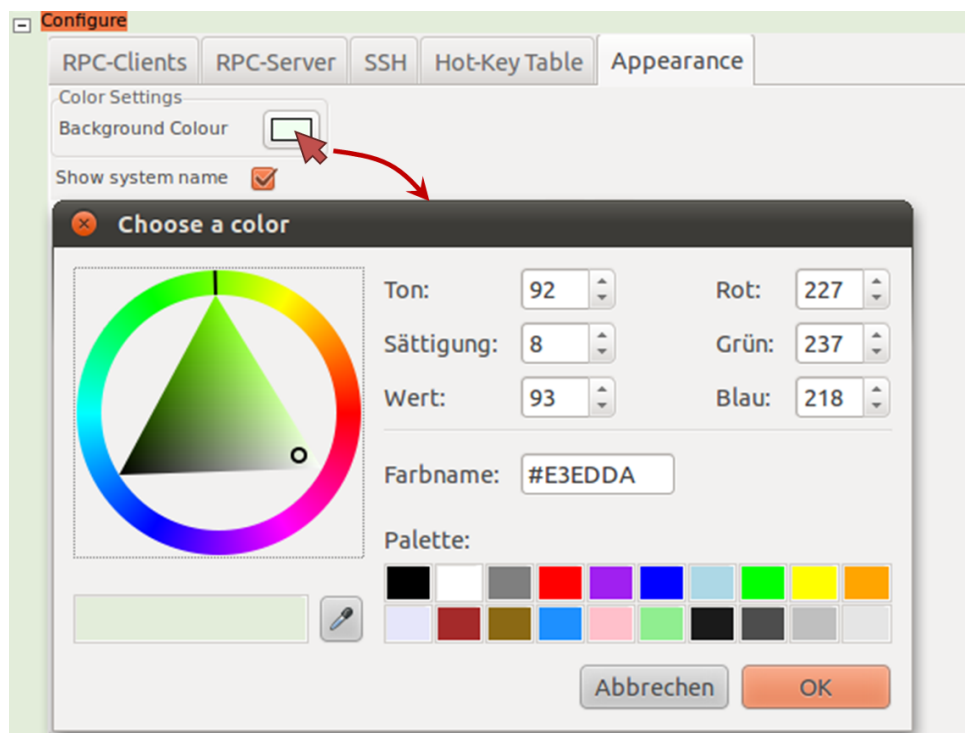 Configure
RPC-Clients RPC-Server SSH Hot-Key Table Appearance
Color Settings
Background Colour
Show system name
Choose a color
Ton: 92 Rot: 227
Sättigung: 8 Grün: 237
Wert: 93 Blau: 218
Farbname: #E3EDDA
Palette:
Abbrechen OK